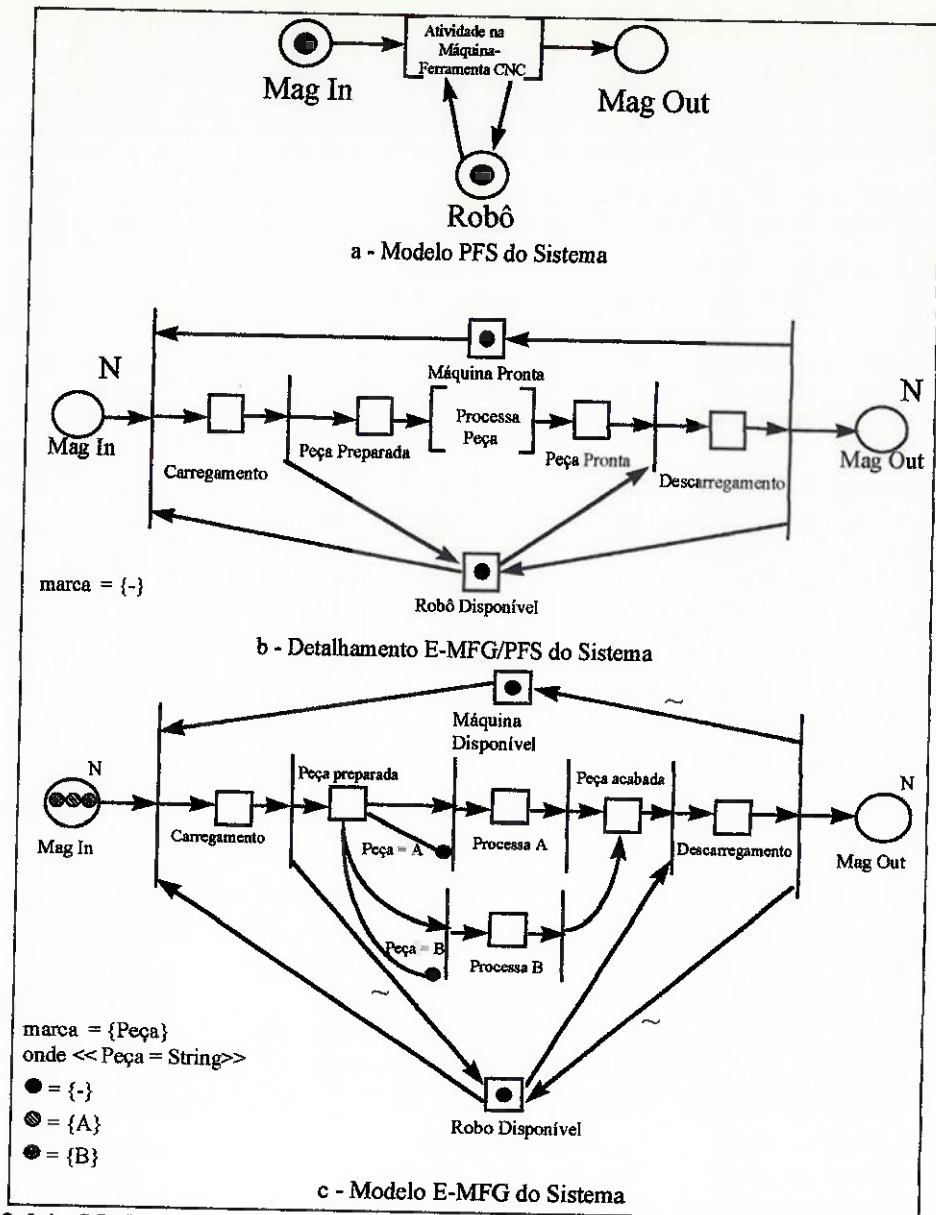 Atividade na
Máquina-
Ferramenta CNC
Mag In
Mag Out
Robô
a - Modelo PFS do Sistema
N
N
Máquina Pronta
Processa
Peça
Mag In
Peça Preparada
Peça Pronta
Mag Out
Carregamento
Descarregamento
marca = {-}
Robô Disponível
b - Detalhamento E-MFG/PFS do Sistema
~
Máquina
Disponível
N
Peça preparada
Peça acabada
N
Mag In
Carregamento
Peça = A
Processa A
Descarregamento
Mag Out
Peça = B
Processa B
~
~
marca = {Peça}
onde << Peça = String>>
= {-}
= {A}
= {B}
Robo Disponível
c - Modelo E-MFG do Sistema